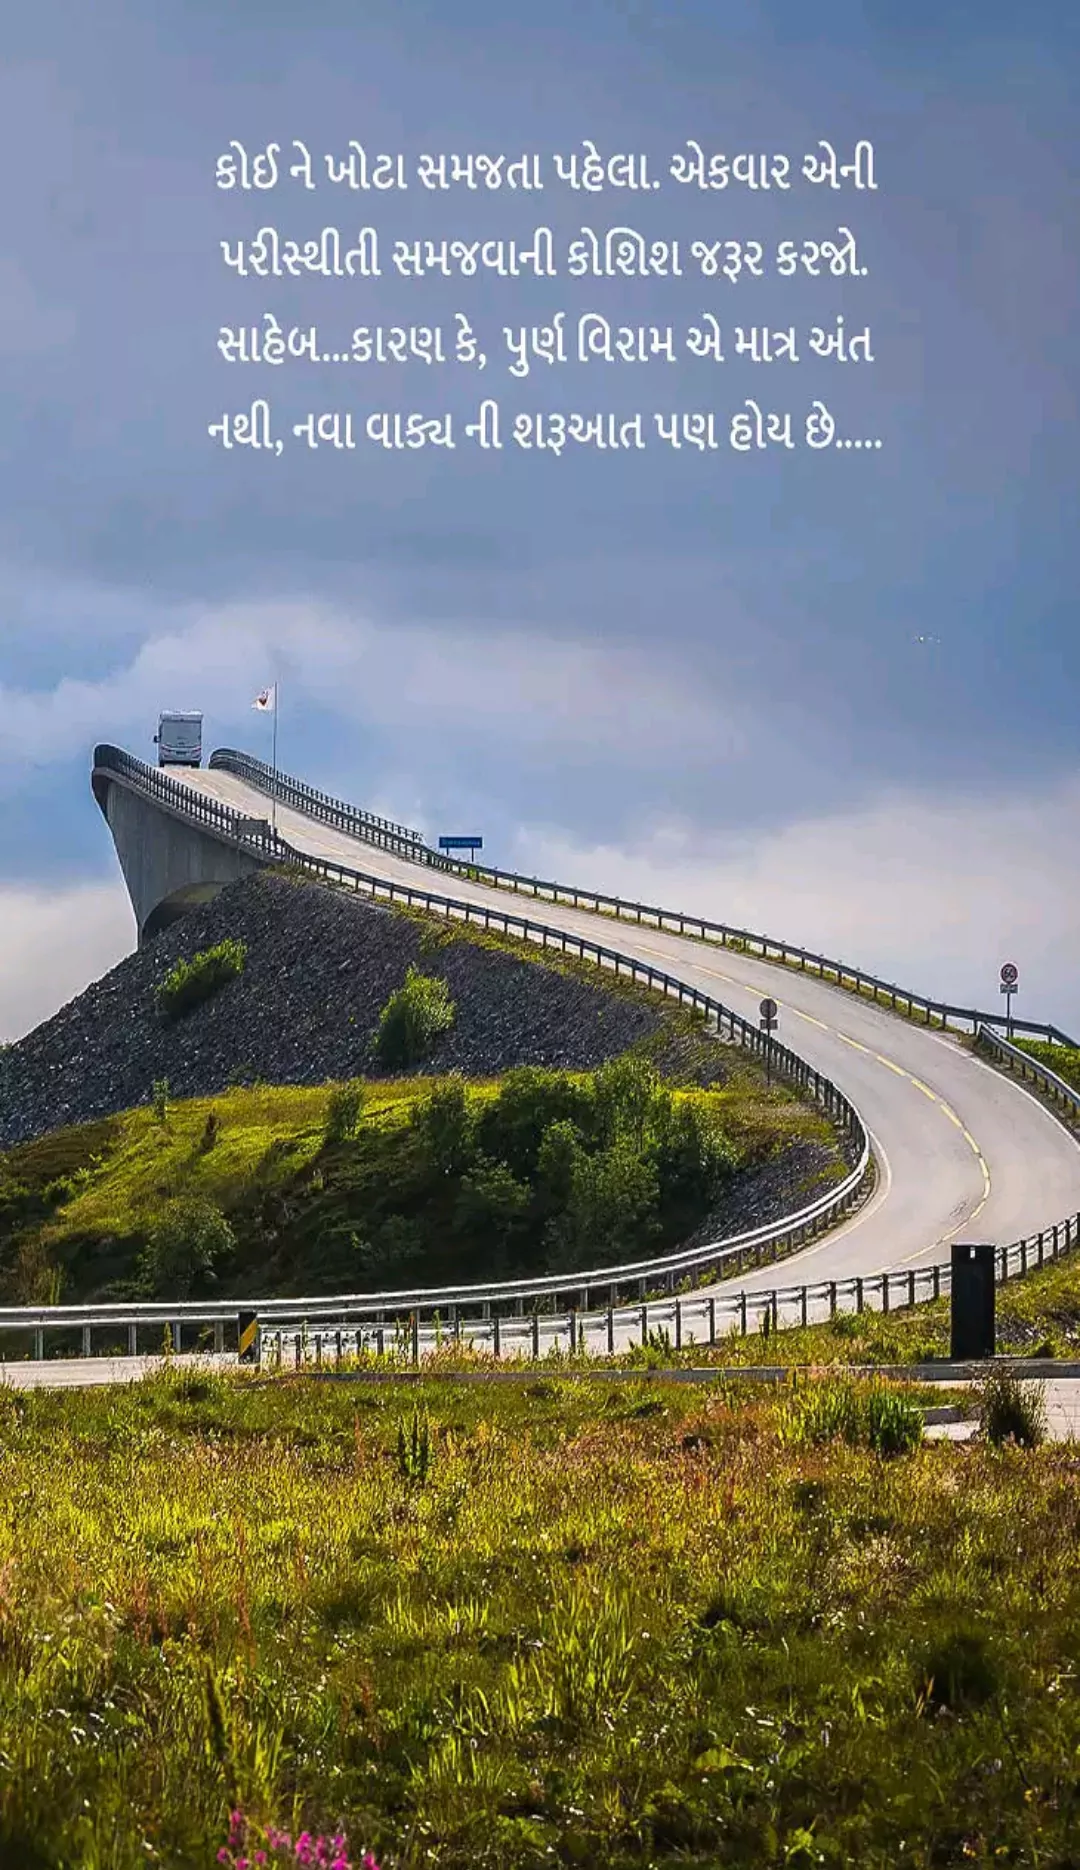 કોઈ ને ખોટા સમજતા પહેલા. એકવાર એની
પરીસ્થીતી સમજવાની કોશિશ જરૂર કરજો.
સાહેબ...કારણ કે, પુર્ણ વિરામ એ માત્ર અંત
નથી, નવા વાક્ય ની શરૂઆત પણ હોય છે.....